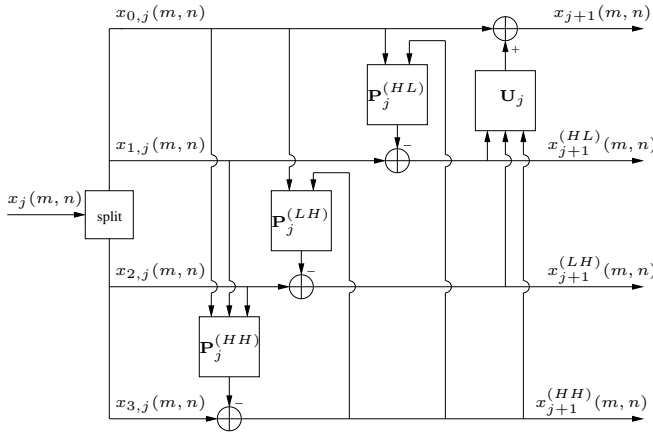 x_{0,j}(m,n) x_{j+1}(m,n)
+
P_j^{(HL)} U_j
x_{1,j}(m,n) − x_{j+1}^{(HL)}(m,n)
x_j(m,n)
split P_j^{(LH)}
x_{2,j}(m,n) − x_{j+1}^{(LH)}(m,n)
P_j^{(HH)}
x_{3,j}(m,n) − x_{j+1}^{(HH)}(m,n)